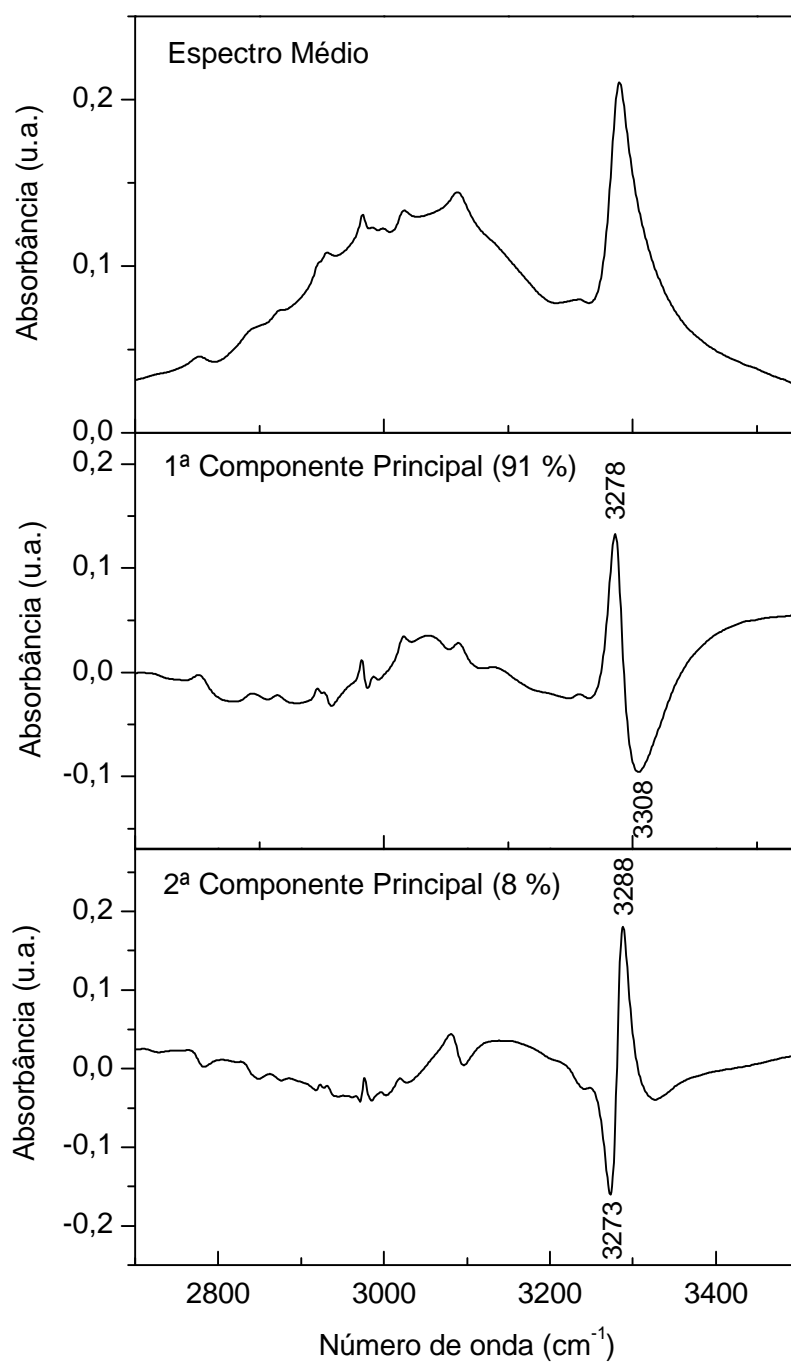 Espectro Médio
Absorbância (u.a.)
0,2
0,1
0,0
1ª Componente Principal (91 %)
Absorbância (u.a.)
0,2
0,1
0,0
-0,1
3278
3308
2ª Componente Principal (8 %)
Absorbância (u.a.)
0,2
0,1
0,0
-0,1
-0,2
3288
3273
2800 3000 3200 3400
Número de onda (cm⁻¹)